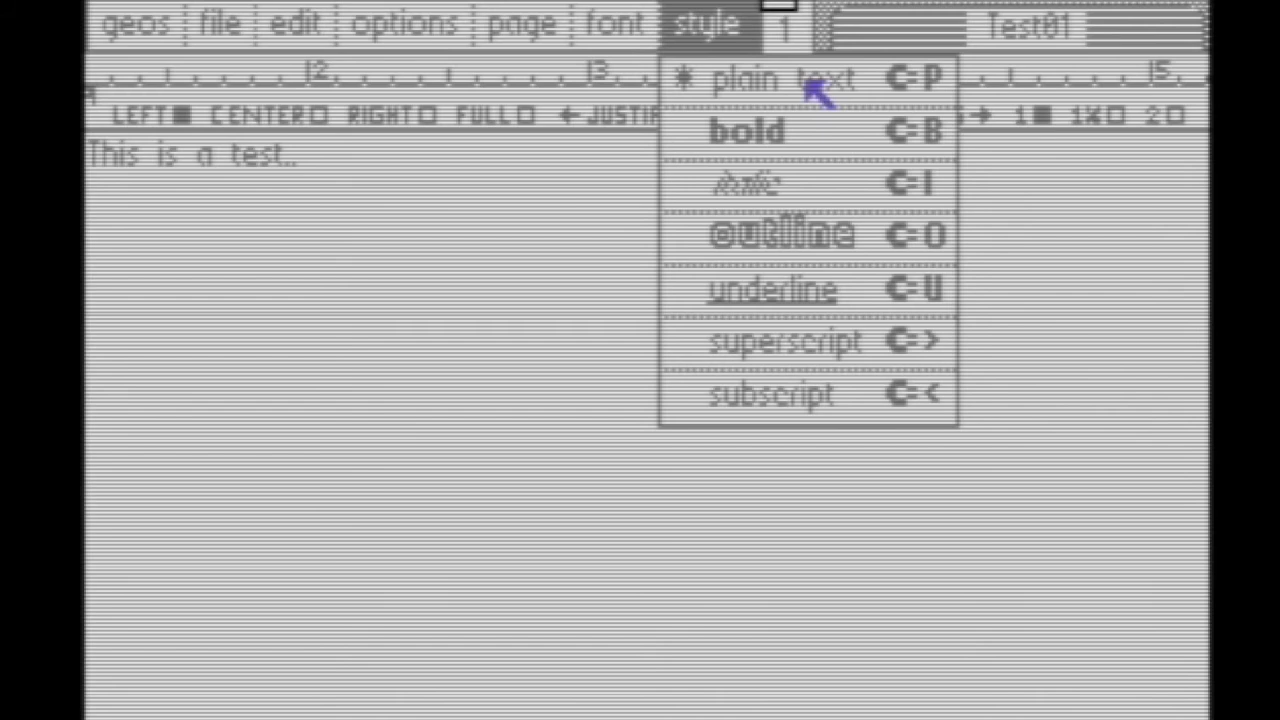 geos file edit options page font style 1 Test01
2 3 5
LEFT CENTER RIGHT FULL ←JUSTIF → 1 1½ 2
This is a test..
* plain text C=P
bold C=B
italic C=I
outline C=O
underline C=U
superscript C=>
subscript C=<